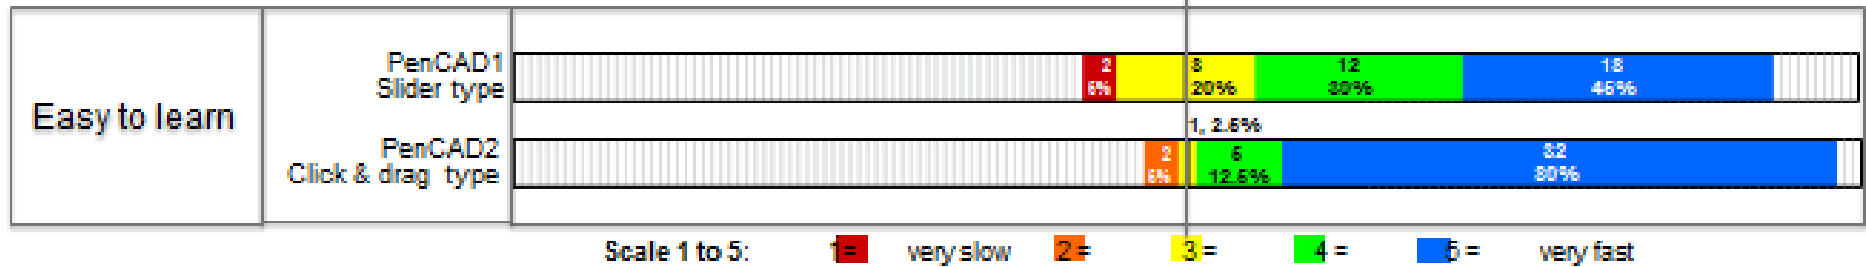 Easy to learn
PenCAD1
Slider type
2 8 12 18
5% 20% 30% 45%
1, 2.5%
PenCAD2
Click & drag type
2 5 32
5% 12.5% 80%
Scale 1 to 5: 1= very slow 2= 3= 4= 5= very fast